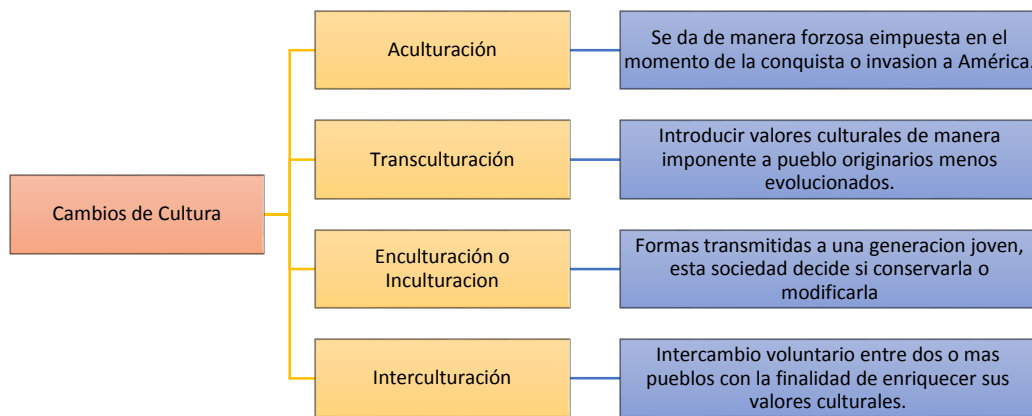 Cambios de Cultura
Aculturación
Se da de manera forzosa eimpuesta en el
momento de la conquista o invasion a América.
Transculturación
Introducir valores culturales de manera
imponente a pueblo originarios menos
evolucionados.
Enculturación o
Inculturacion
Formas transmitidas a una generacion joven,
esta sociedad decide si conservarla o
modificarla
Interculturación
Intercambio voluntario entre dos o mas
pueblos con la finalidad de enriquecer sus
valores culturales.